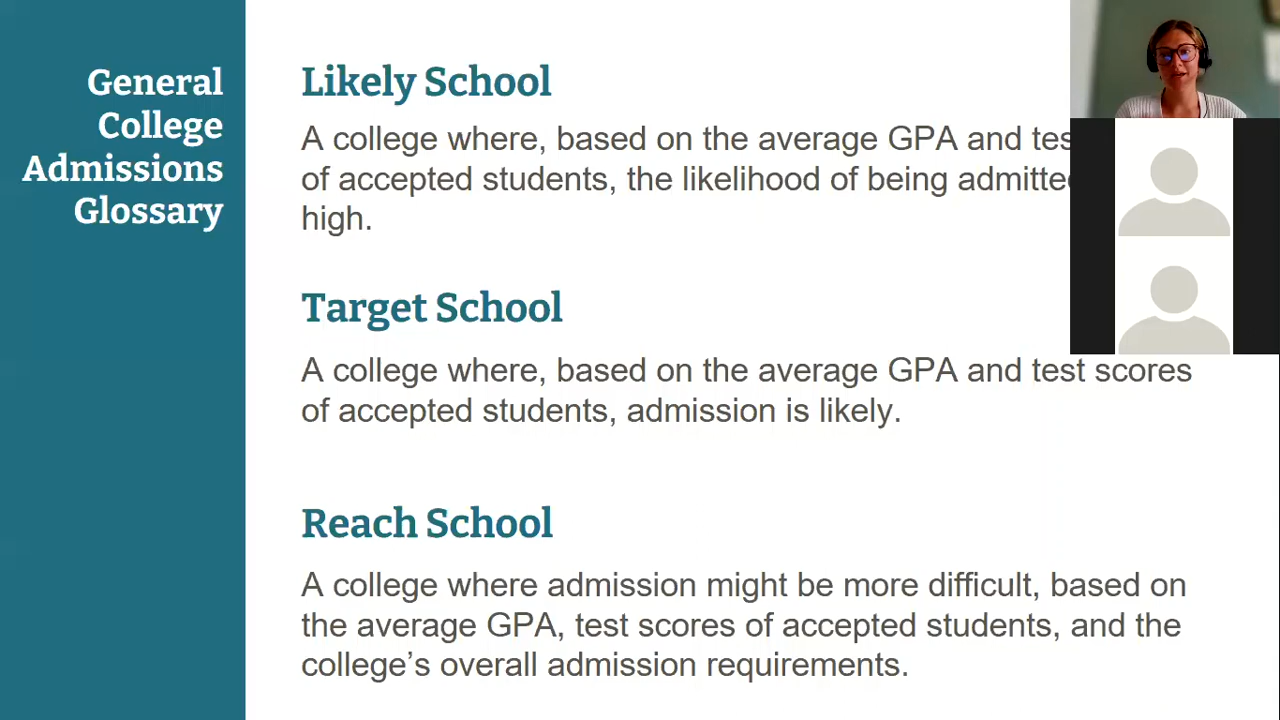 General
College
Admissions
Glossary
Likely School
A college where, based on the average GPA and
of accepted students, the likelihood of being
high.
Target School
A college where, based on the average GPA and test scores
of accepted students, admission is likely.
Reach School
A college where admission might be more difficult, based on
the average GPA, test scores of accepted students, and the
college’s overall admission requirements.